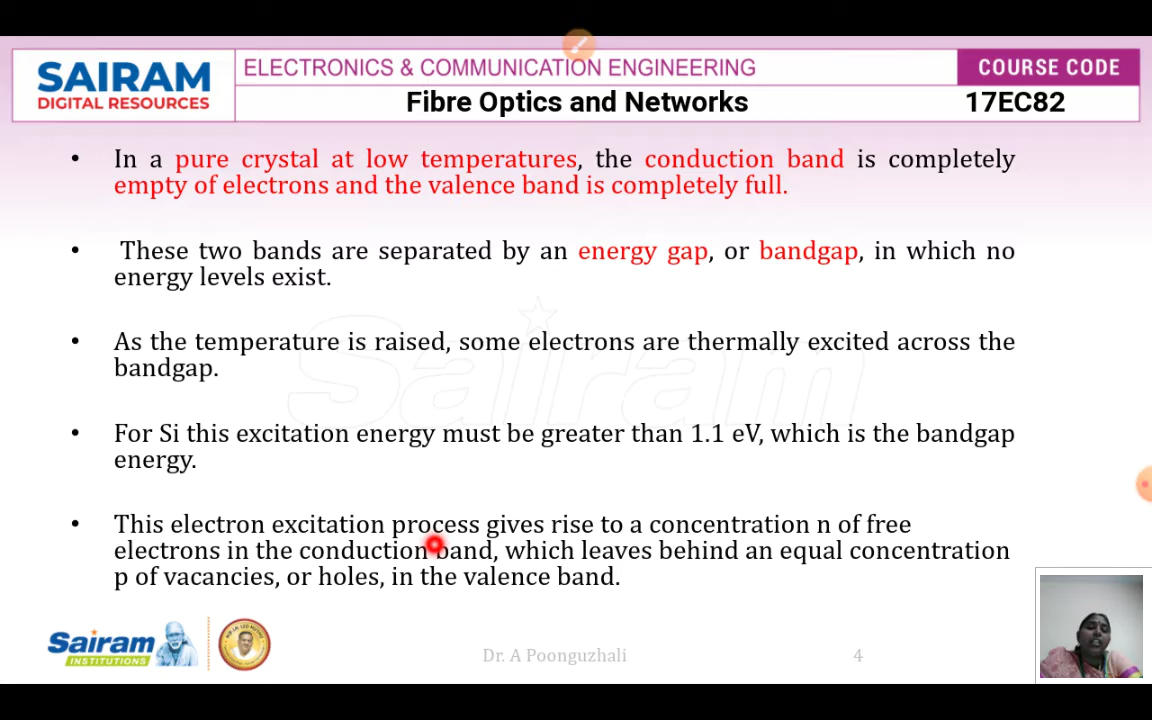 SAIRAM
DIGITAL RESOURCES
ELECTRONICS & COMMUNICATION ENGINEERING
COURSE CODE
Fibre Optics and Networks
17EC82
• In a pure crystal at low temperatures, the conduction band is completely
empty of electrons and the valence band is completely full.
• These two bands are separated by an energy gap, or bandgap, in which no
energy levels exist.
• As the temperature is raised, some electrons are thermally excited across the
bandgap.
• For Si this excitation energy must be greater than 1.1 eV, which is the bandgap
energy.
• This electron excitation process gives rise to a concentration n of free
electrons in the conduction band, which leaves behind an equal concentration
p of vacancies, or holes, in the valence band.
Sairam
Sairam
INSTITUTIONS
Dr. A Poonguzhali
4